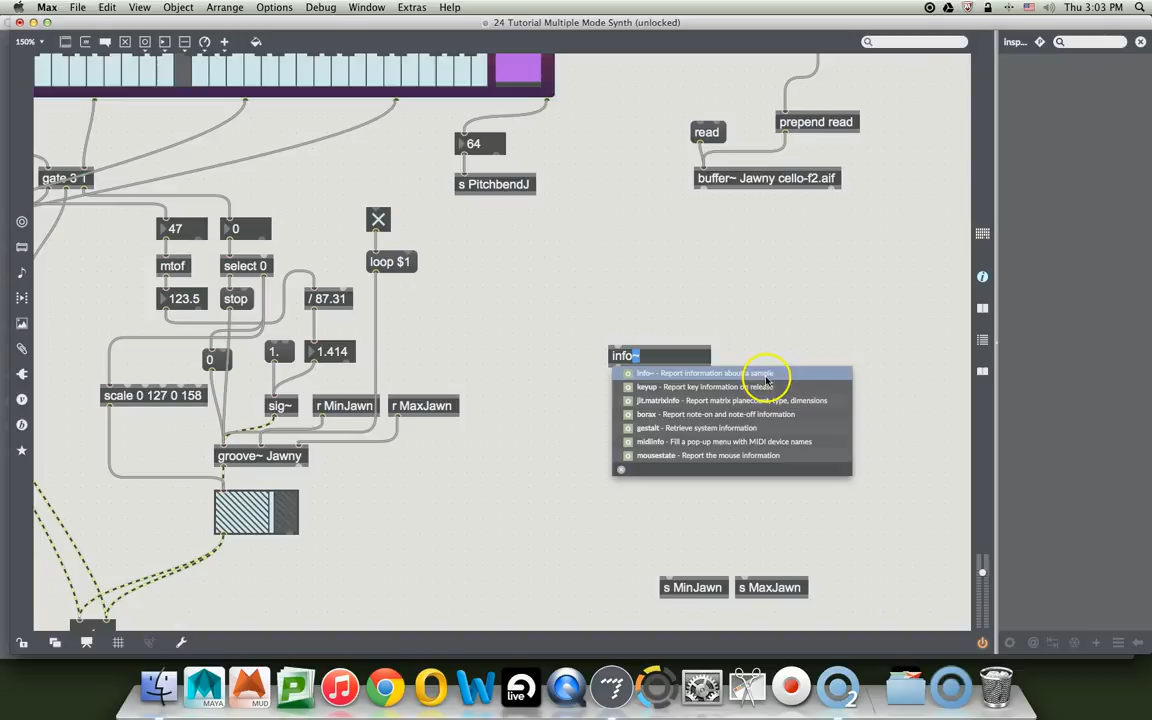 Max File Edit View Object Arrange Options Debug Window Extras Help Thu 3:03 PM
24 Tutorial Multiple Mode Synth (unlocked)
150%
insp...
64
s PitchbendJ
read
prepend read
buffer~ Jawny cello-f2.aif
gate 3 1
47
0
loop $1
mtof
select 0
123.5
stop
/ 87.31
0
1.
1.414
info~
info~ - Report information about a sample
keyup - Report key information on release
jit.matrixinfo - Report matrix planecount, type, dimensions
borax - Report note-on and note-off information
gestalt - Retrieve system information
midiinfo - Fill a pop-up menu with MIDI device names
mousestate - Report the mouse information
scale 0 127 0 158
sig~
r MinJawn
r MaxJawn
groove~ Jawny
s MinJawn
s MaxJawn
MAYA
MUD
live
2